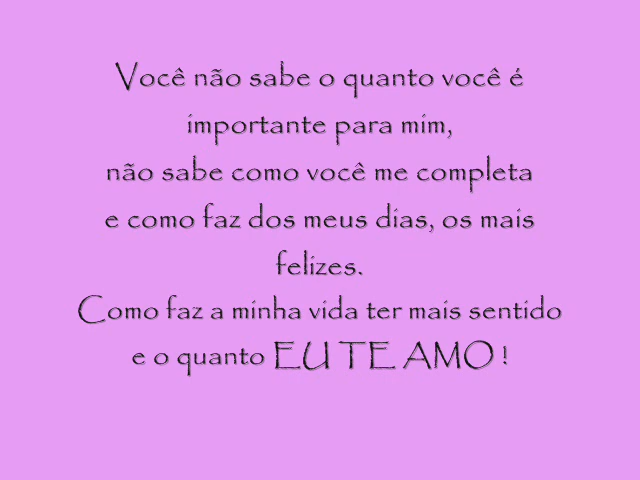 Você não sabe o quanto você é
importante para mim,
não sabe como você me completa
e como faz dos meus dias, os mais
felizes.
Como faz a minha vida ter mais sentido
e o quanto EU TE AMO !